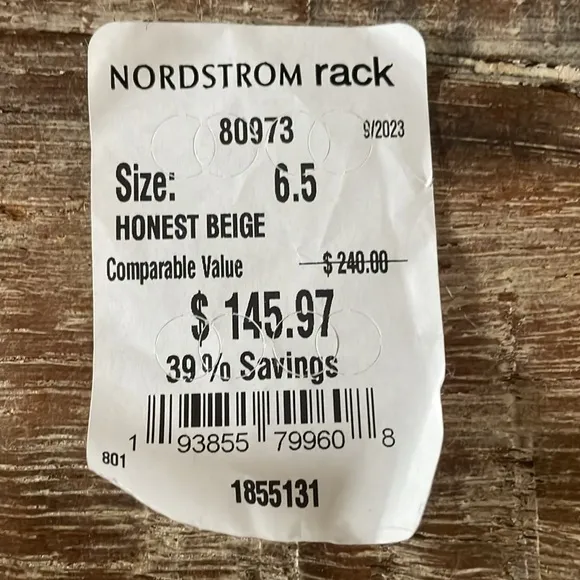 NORDSTROM rack
80973 9/2023
Size: 6.5
HONEST BEIGE
Comparable Value $ 240.00
$ 145.97
39 % Savings
1 93855 79960 8
801
1855131